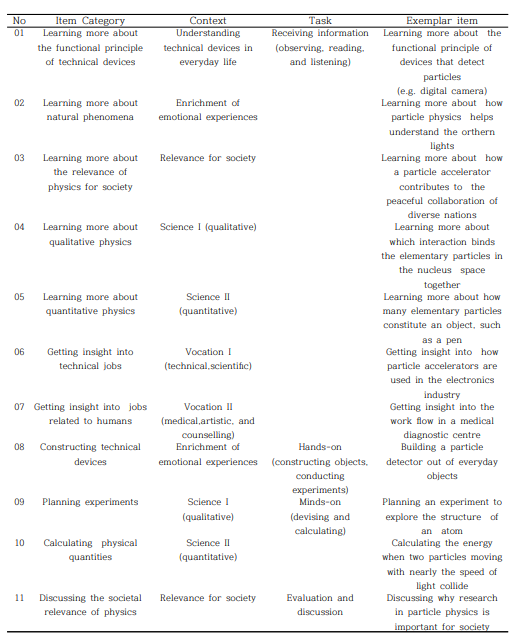 No Item Category Context Task Exemplar item
01 Learning more about Understanding Receiving information Learning more about the
the functional principle technical devices in (observing, reading, functional principle of
of technical devices everyday life and listening) devices that detect
particles
(e.g. digital camera)
02 Learning more about Enrichment of Learning more about how
natural phenomena emotional experiences particle physics helps
understand the orthern
lights
03 Learning more about Relevance for society Learning more about how
the relevance of a particle accelerator
physics for society contributes to the
peaceful collaboration of
diverse nations
04 Learning more about Science I (qualitative) Learning more about
qualitative physics which interaction binds
the elementary particles in
the nucleus space
together
05 Learning more about Science II Learning more about how
quantitative physics (quantitative) many elementary particles
constitute an object, such
as a pen
06 Getting insight into Vocation I Getting insight into how
technical jobs (technical,scientific) particle accelerators are
used in the electronics
industry
07 Getting insight into jobs Vocation II Getting insight into the
related to humans (medical,artistic, and work flow in a medical
counselling) diagnostic centre
08 Constructing technical Enrichment of Hands-on Building a particle
devices emotional experiences (constructing objects, detector out of everyday
conducting objects
experiments)
09 Planning experiments Science I Minds-on Planning an experiment to
(qualitative) (devising and explore the structure of
calculating) an atom
10 Calculating physical Science II Calculating the energy
quantities (quantitative) when two particles moving
with nearly the speed of
light collide
11 Discussing the societal Relevance for society Evaluation and Discussing why research
relevance of physics discussion in particle physics is
important for society